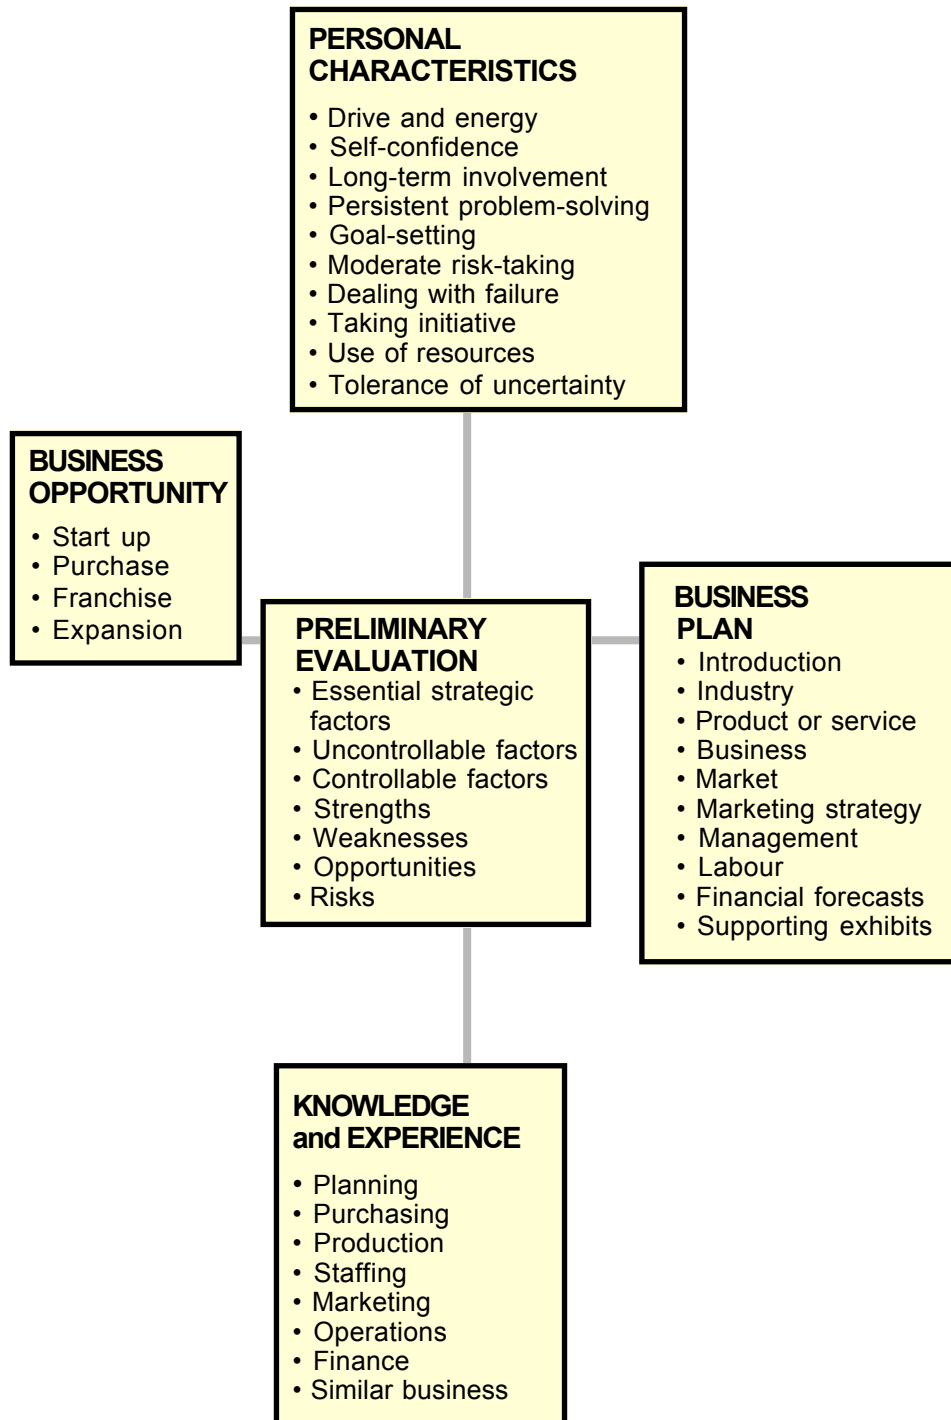 PERSONAL
CHARACTERISTICS
• Drive and energy
• Self-confidence
• Long-term involvement
• Persistent problem-solving
• Goal-setting
• Moderate risk-taking
• Dealing with failure
• Taking initiative
• Use of resources
• Tolerance of uncertainty
BUSINESS
OPPORTUNITY
• Start up
• Purchase
• Franchise
• Expansion
PRELIMINARY
EVALUATION
• Essential strategic
factors
• Uncontrollable factors
• Controllable factors
• Strengths
• Weaknesses
• Opportunities
• Risks
BUSINESS
PLAN
• Introduction
• Industry
• Product or service
• Business
• Market
• Marketing strategy
• Management
• Labour
• Financial forecasts
• Supporting exhibits
KNOWLEDGE
and EXPERIENCE
• Planning
• Purchasing
• Production
• Staffing
• Marketing
• Operations
• Finance
• Similar business